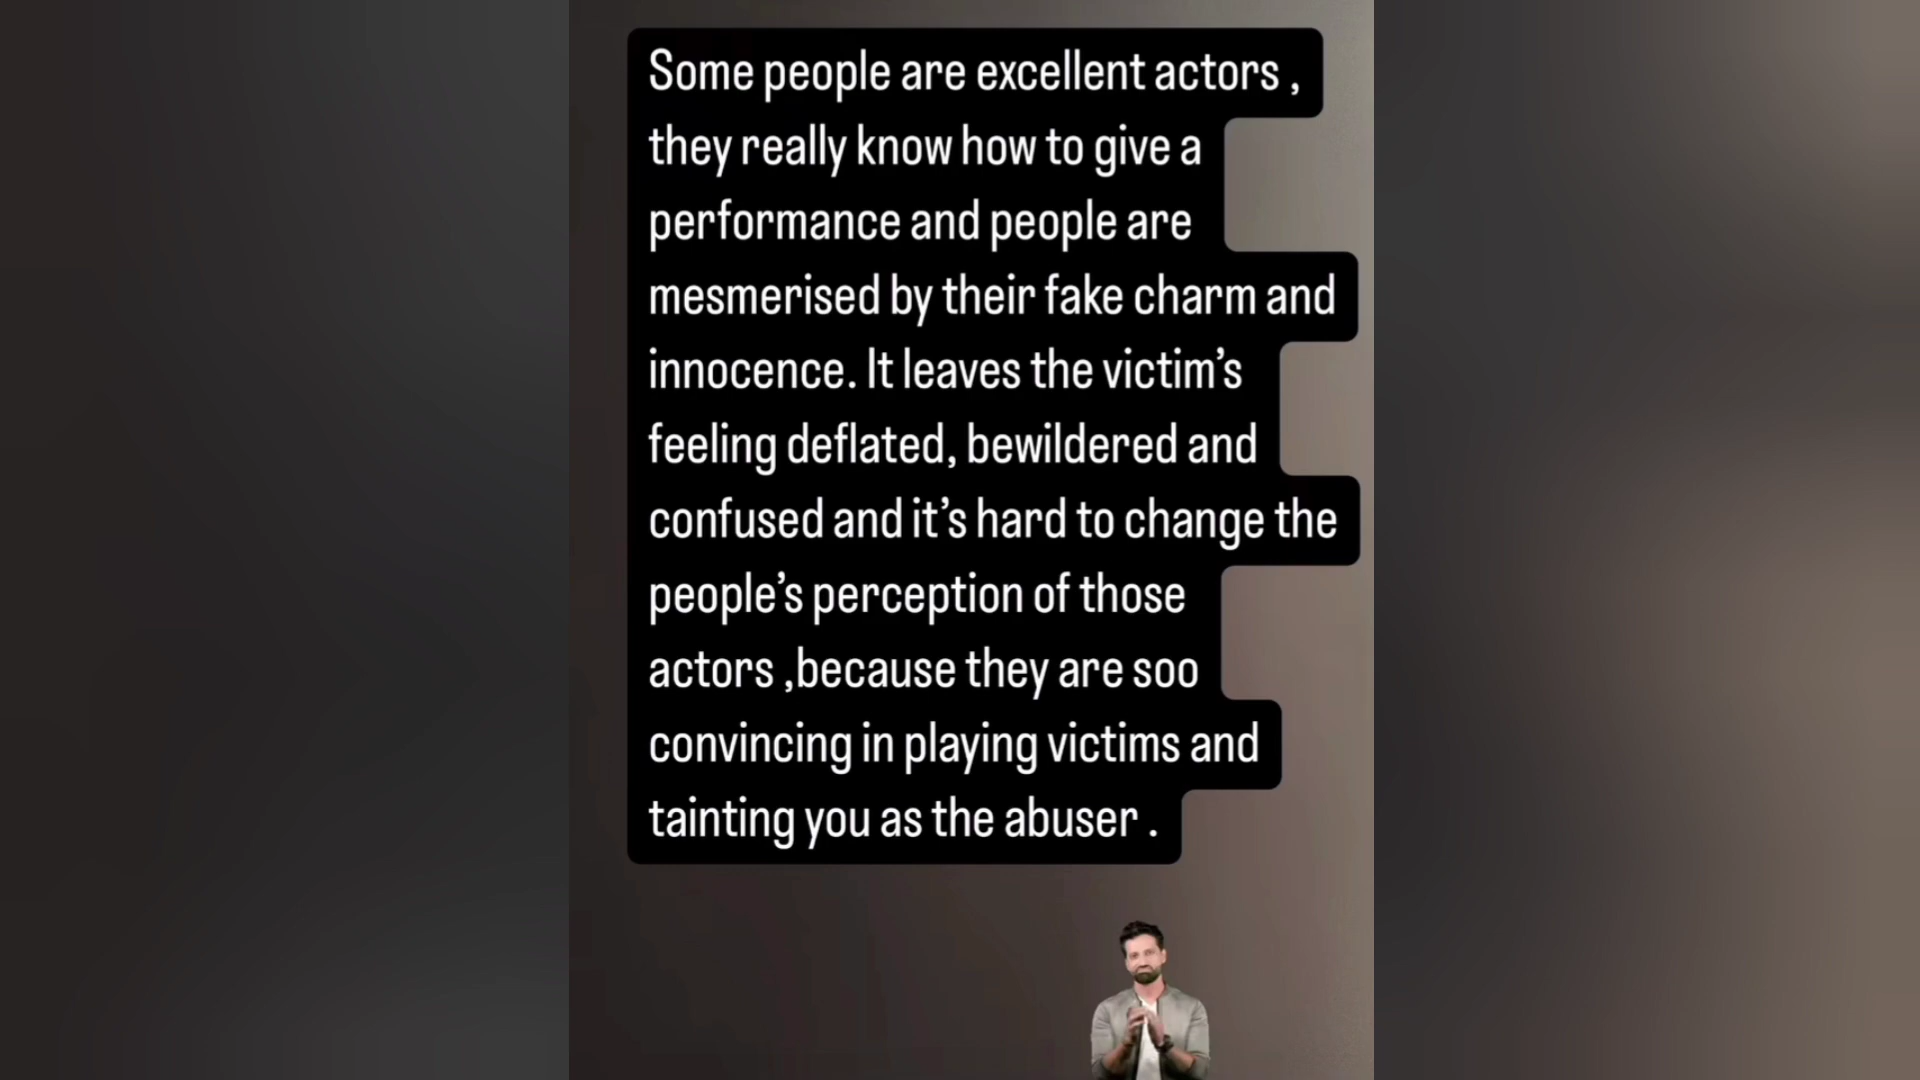 Some people are excellent actors ,
they really know how to give a
performance and people are
mesmerised by their fake charm and
innocence. It leaves the victim’s
feeling deflated, bewildered and
confused and it’s hard to change the
people’s perception of those
actors ,because they are soo
convincing in playing victims and
tainting you as the abuser .